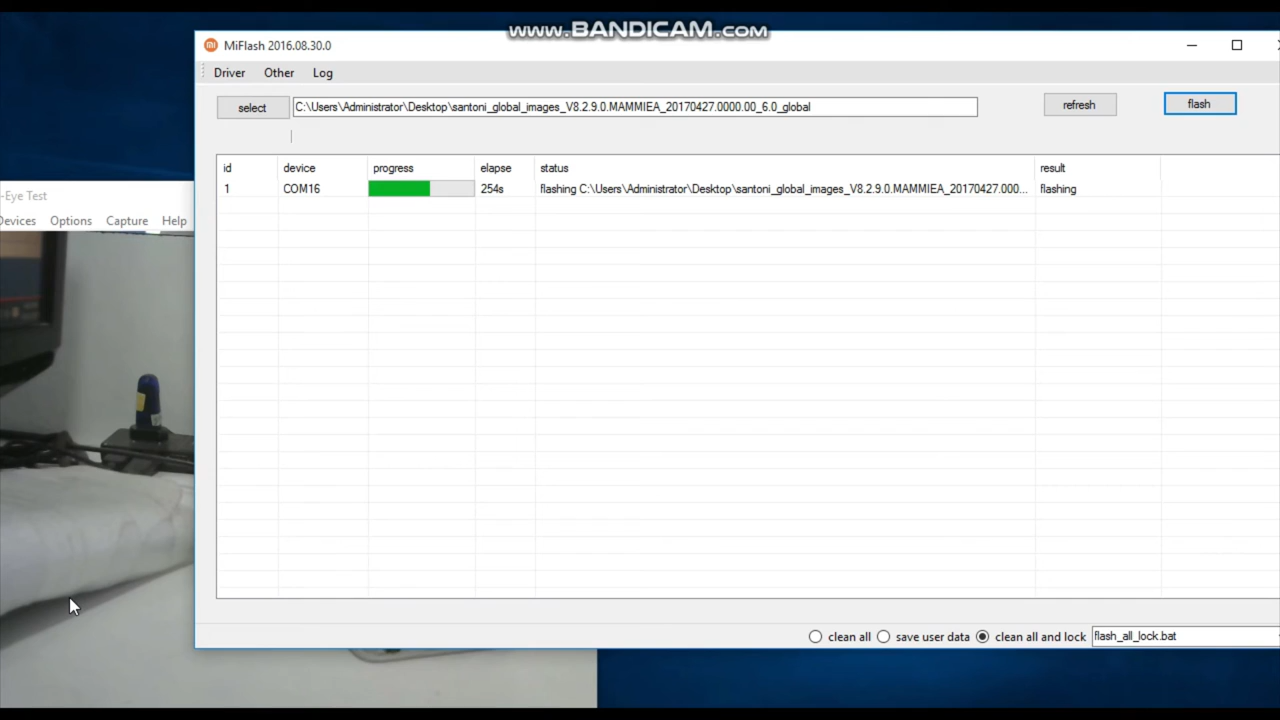 www.BANDICAM.com
MiFlash 2016.08.30.0
Driver Other Log
select C:\Users\Administrator\Desktop\santoni_global_images_V8.2.9.0.MAMMIEA_20170427.0000.00_6.0_global refresh flash
id device progress elapse status result
1 COM16 254s flashing C:\Users\Administrator\Desktop\santoni_global_images_V8.2.9.0.MAMMIEA_20170427.000... flashing
-Eye Test
Devices Options Capture Help
clean all save user data clean all and lock flash_all_lock.bat